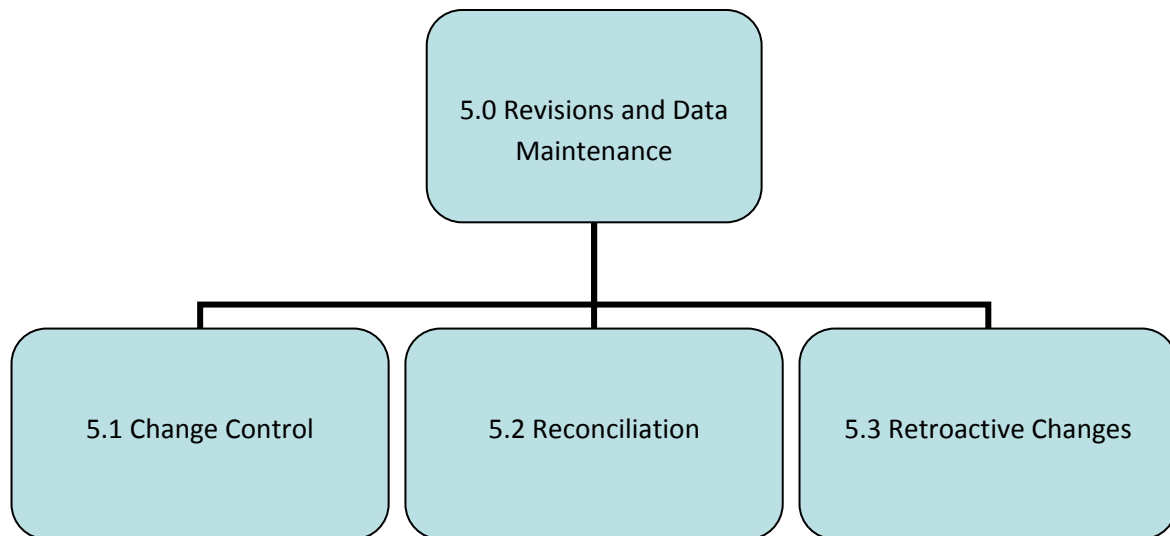 5.0 Revisions and Data
Maintenance
5.1 Change Control
5.2 Reconciliation
5.3 Retroactive Changes